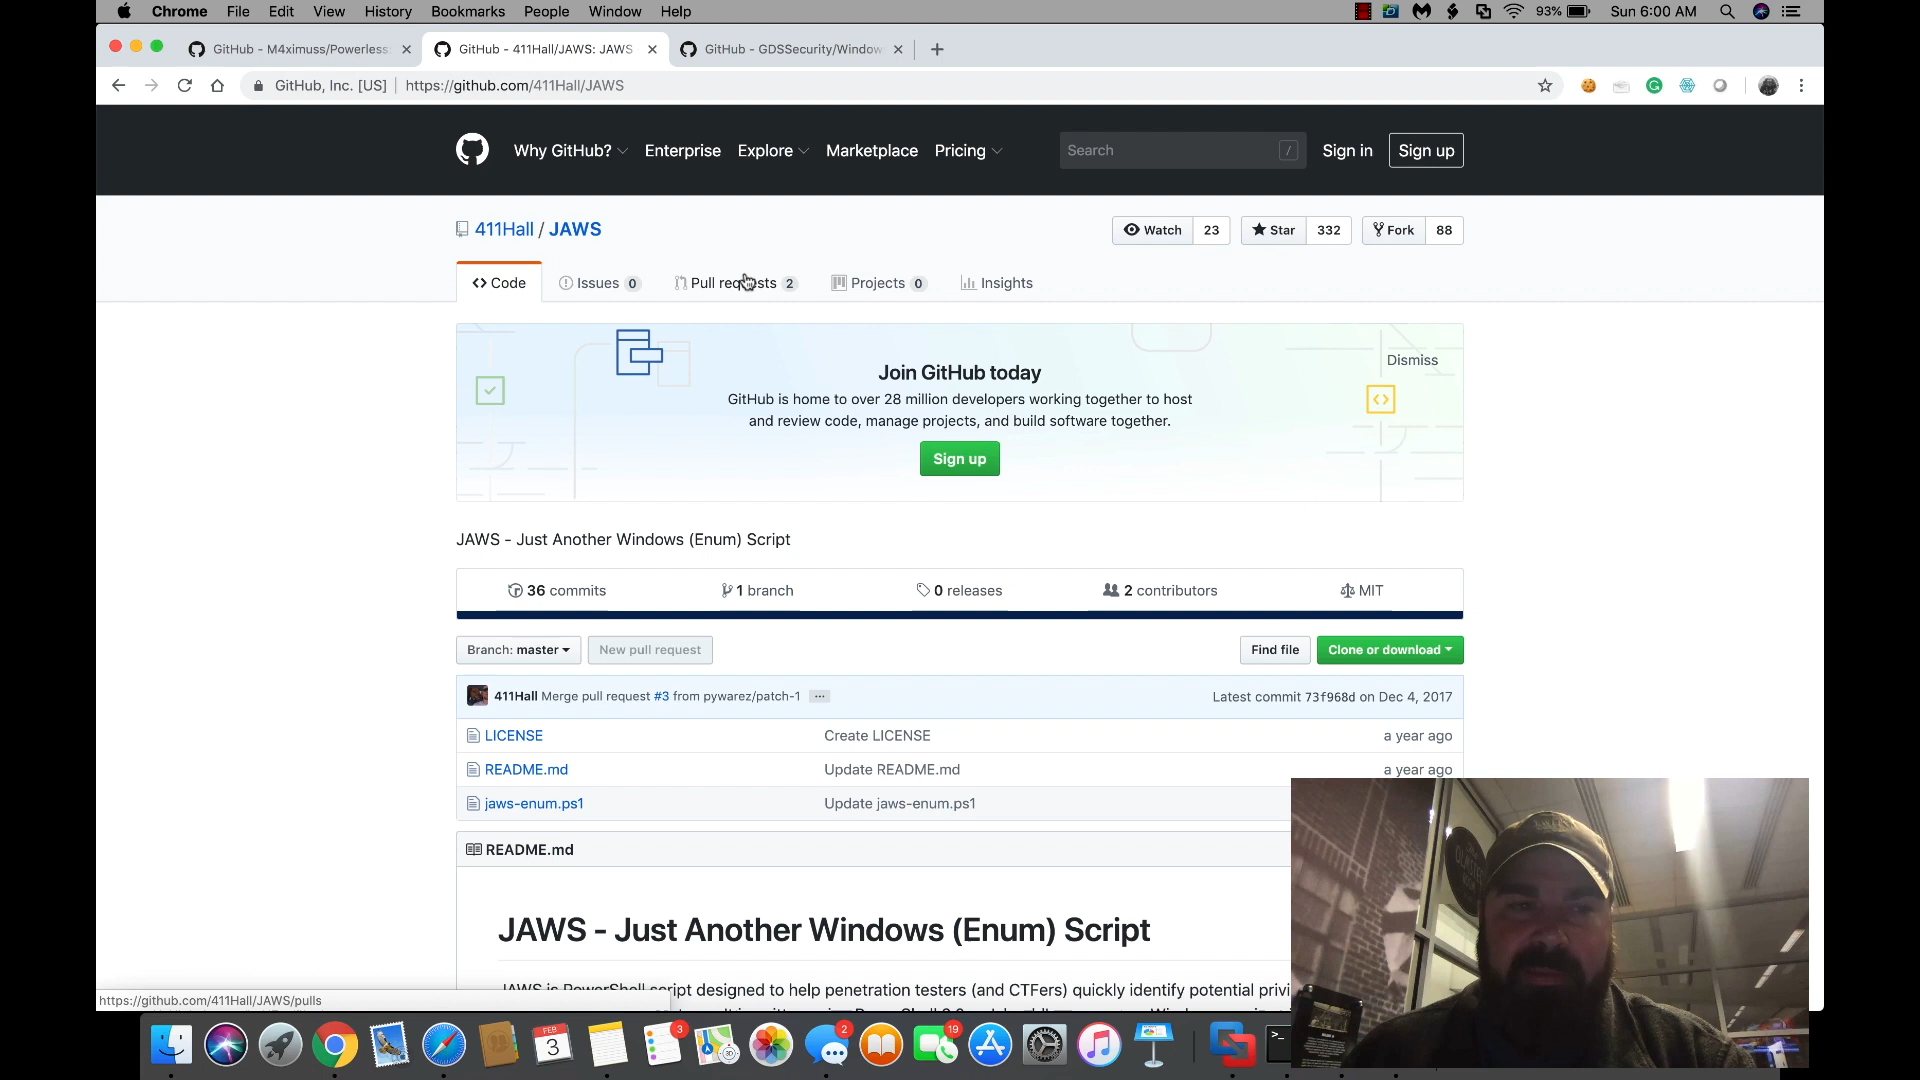 Chrome File Edit View History Bookmarks People Window Help 93% Sun 6:00 AM
GitHub - M4ximuss/Powerless GitHub - 411Hall/JAWS: JAWS GitHub - GDSSecurity/Window
GitHub, Inc. [US] https://github.com/411Hall/JAWS
Why GitHub? Enterprise Explore Marketplace Pricing Search / Sign in Sign up
411Hall / JAWS Watch 23 Star 332 Fork 88
Code Issues 0 Pull requests 2 Projects 0 Insights
Dismiss
Join GitHub today
GitHub is home to over 28 million developers working together to host
and review code, manage projects, and build software together.
Sign up
JAWS - Just Another Windows (Enum) Script
36 commits 1 branch 0 releases 2 contributors MIT
Branch: master New pull request Find file Clone or download
411Hall Merge pull request #3 from pywarez/patch-1 ... Latest commit 73f968d on Dec 4, 2017
LICENSE Create LICENSE a year ago
README.md Update README.md a year ago
jaws-enum.ps1 Update jaws-enum.ps1
README.md
JAWS - Just Another Windows (Enum) Script
JAWS is PowerShell script designed to help penetration testers (and CTFers) quickly identify potential privi
https://github.com/411Hall/JAWS/pulls
FEB 3 3 2 19